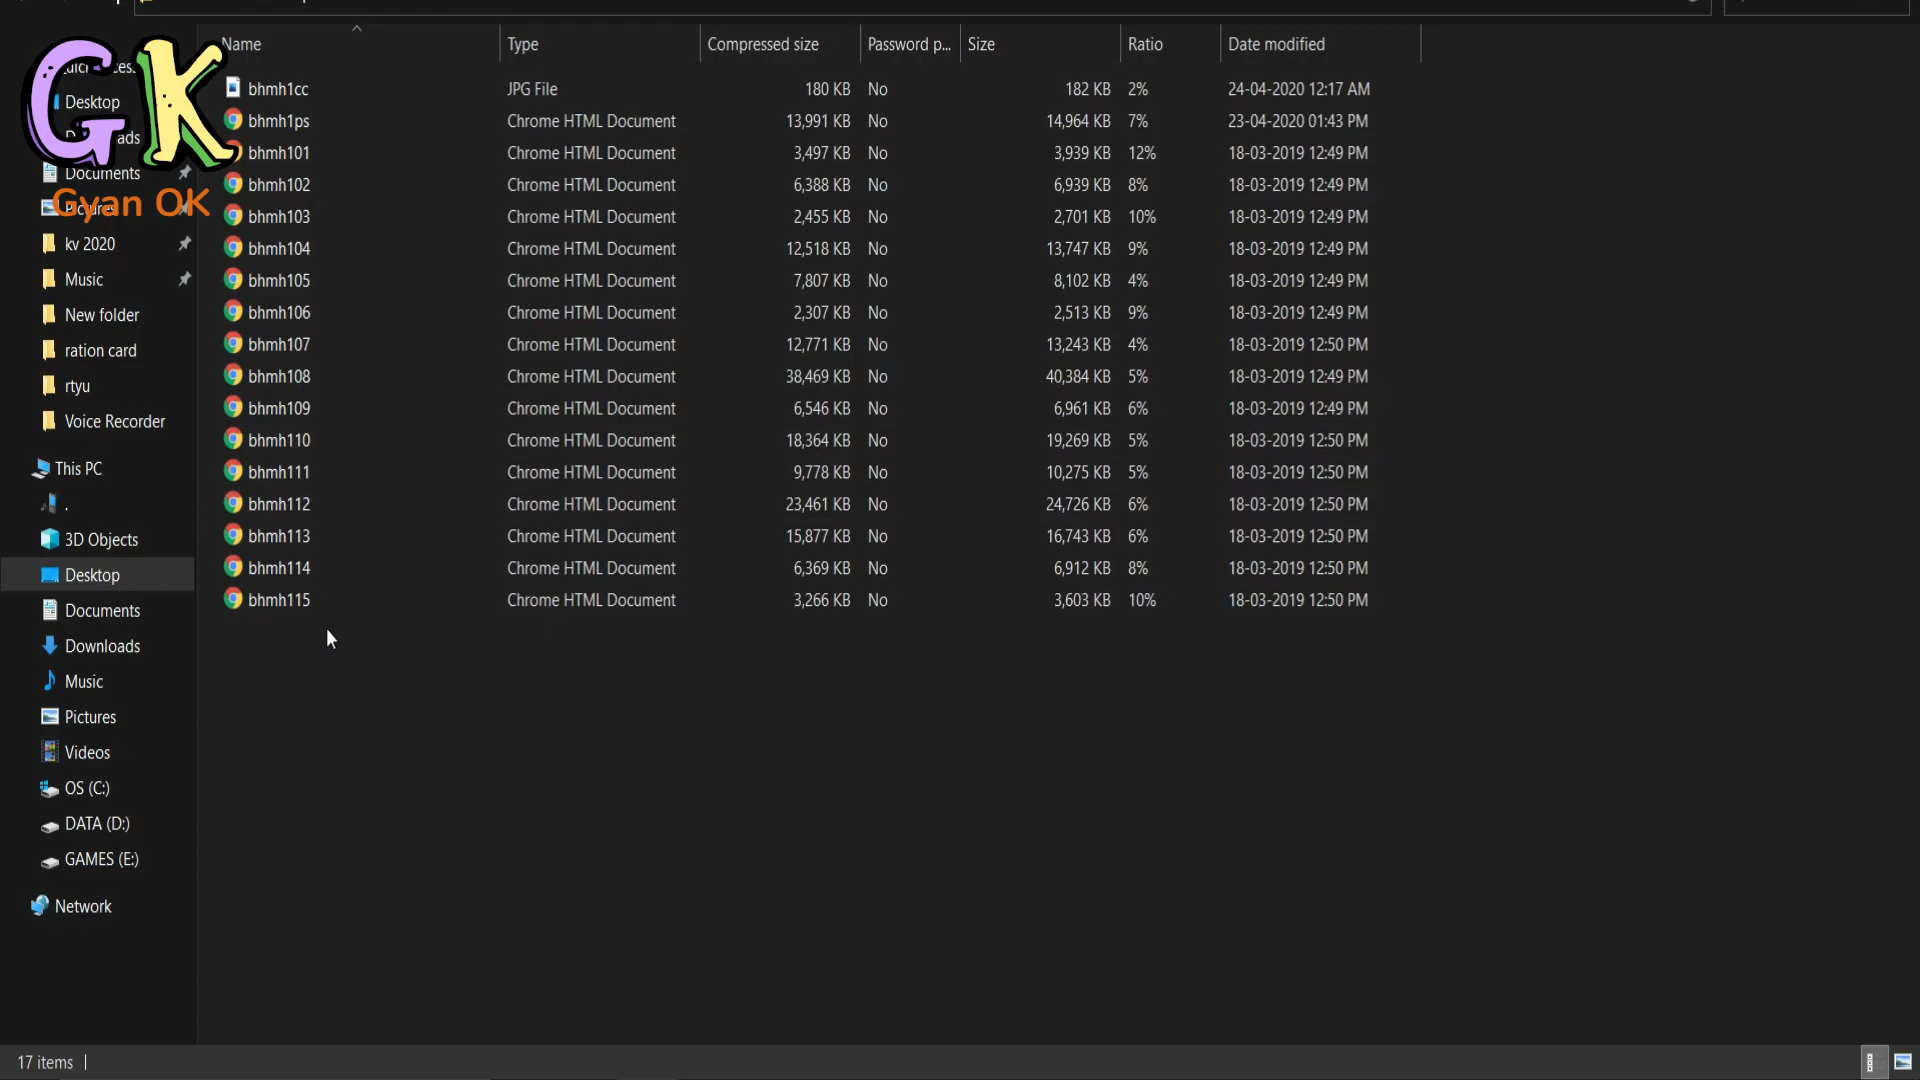 Name Type Compressed size Password p... Size Ratio Date modified
bhmh1cc JPG File 180 KB No 182 KB 2% 24-04-2020 12:17 AM
bhmh1ps Chrome HTML Document 13,991 KB No 14,964 KB 7% 23-04-2020 01:43 PM
bhmh101 Chrome HTML Document 3,497 KB No 3,939 KB 12% 18-03-2019 12:49 PM
bhmh102 Chrome HTML Document 6,388 KB No 6,939 KB 8% 18-03-2019 12:49 PM
bhmh103 Chrome HTML Document 2,455 KB No 2,701 KB 10% 18-03-2019 12:49 PM
bhmh104 Chrome HTML Document 12,518 KB No 13,747 KB 9% 18-03-2019 12:49 PM
bhmh105 Chrome HTML Document 7,807 KB No 8,102 KB 4% 18-03-2019 12:49 PM
bhmh106 Chrome HTML Document 2,307 KB No 2,513 KB 9% 18-03-2019 12:49 PM
bhmh107 Chrome HTML Document 12,771 KB No 13,243 KB 4% 18-03-2019 12:50 PM
bhmh108 Chrome HTML Document 38,469 KB No 40,384 KB 5% 18-03-2019 12:49 PM
bhmh109 Chrome HTML Document 6,546 KB No 6,961 KB 6% 18-03-2019 12:49 PM
bhmh110 Chrome HTML Document 18,364 KB No 19,269 KB 5% 18-03-2019 12:50 PM
bhmh111 Chrome HTML Document 9,778 KB No 10,275 KB 5% 18-03-2019 12:50 PM
bhmh112 Chrome HTML Document 23,461 KB No 24,726 KB 6% 18-03-2019 12:50 PM
bhmh113 Chrome HTML Document 15,877 KB No 16,743 KB 6% 18-03-2019 12:50 PM
bhmh114 Chrome HTML Document 6,369 KB No 6,912 KB 8% 18-03-2019 12:50 PM
bhmh115 Chrome HTML Document 3,266 KB No 3,603 KB 10% 18-03-2019 12:50 PM
GK
Gyan OK
Desktop
Documents
Pictures
kv 2020
Music
New folder
ration card
rtyu
Voice Recorder
This PC
.
3D Objects
Desktop
Documents
Downloads
Music
Pictures
Videos
OS (C:)
DATA (D:)
GAMES (E:)
Network
17 items